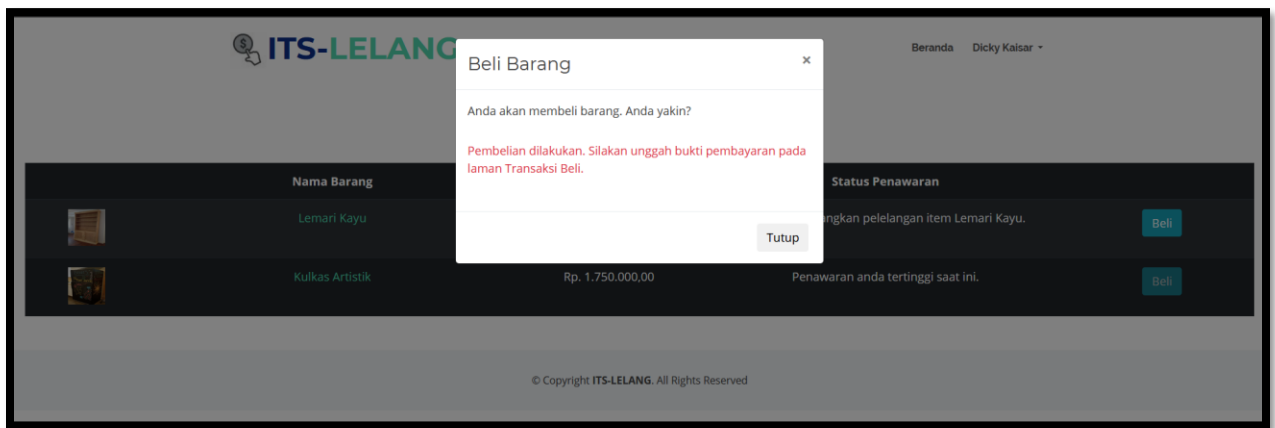 ITS-LELANG
Beranda Dicky Kaisar
Beli Barang ×
Anda akan membeli barang. Anda yakin?
Pembelian dilakukan. Silakan unggah bukti pembayaran pada
laman Transaksi Beli.
Tutup
Nama Barang Status Penawaran
Lemari Kayu pelelangan item Lemari Kayu. Beli
Kulkas Artistik Rp. 1.750.000,00 Penawaran anda tertinggi saat ini. Beli
© Copyright ITS-LELANG. All Rights Reserved